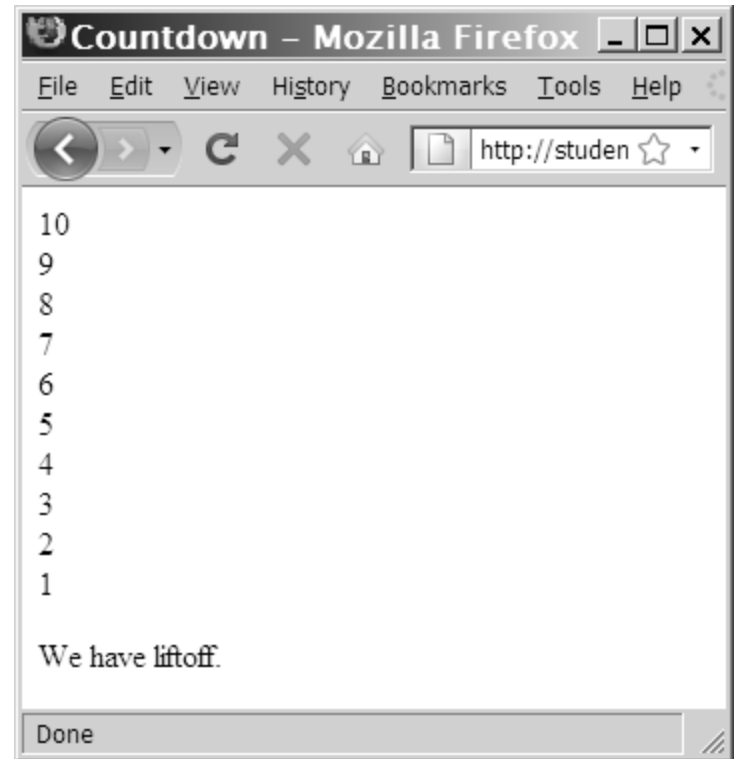 Countdown – Mozilla Firefox
File Edit View History Bookmarks Tools Help
http://studen
10
9
8
7
6
5
4
3
2
1
We have liftoff.
Done